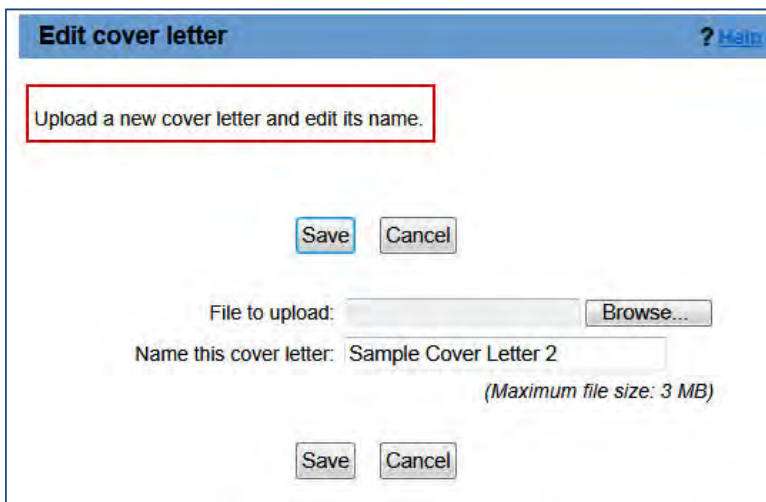 Edit cover letter ? Help
Upload a new cover letter and edit its name.
Save Cancel
File to upload: Browse...
Name this cover letter: Sample Cover Letter 2
(Maximum file size: 3 MB)
Save Cancel